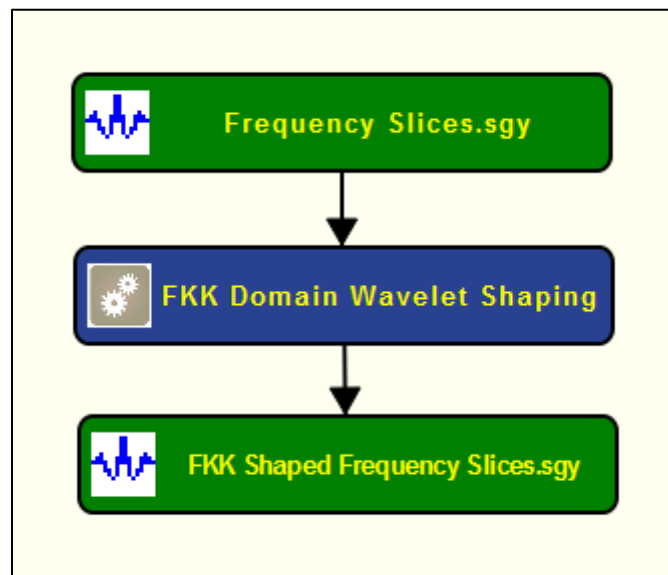 Frequency Slices.sgy
FKK Domain Wavelet Shaping
FKK Shaped Frequency Slices.sgy